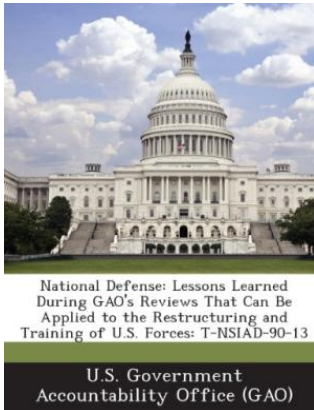 National Defense: Lessons Learned
During GAO's Reviews That Can Be
Applied to the Restructuring and
Training of U.S. Forces: T-NSIAD-90-13
U.S. Government
Accountability Office (GAO)